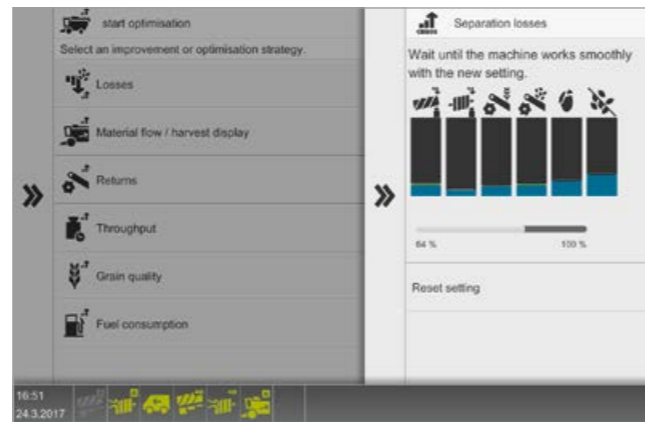 start optimisation
Select an improvement or optimisation strategy.
Losses
Material flow / harvest display
Returns
Throughput
Grain quality
Fuel consumption
Separation losses
Wait until the machine works smoothly
with the new setting.
64 %
100 %
Reset setting
16:51
24.3.2017